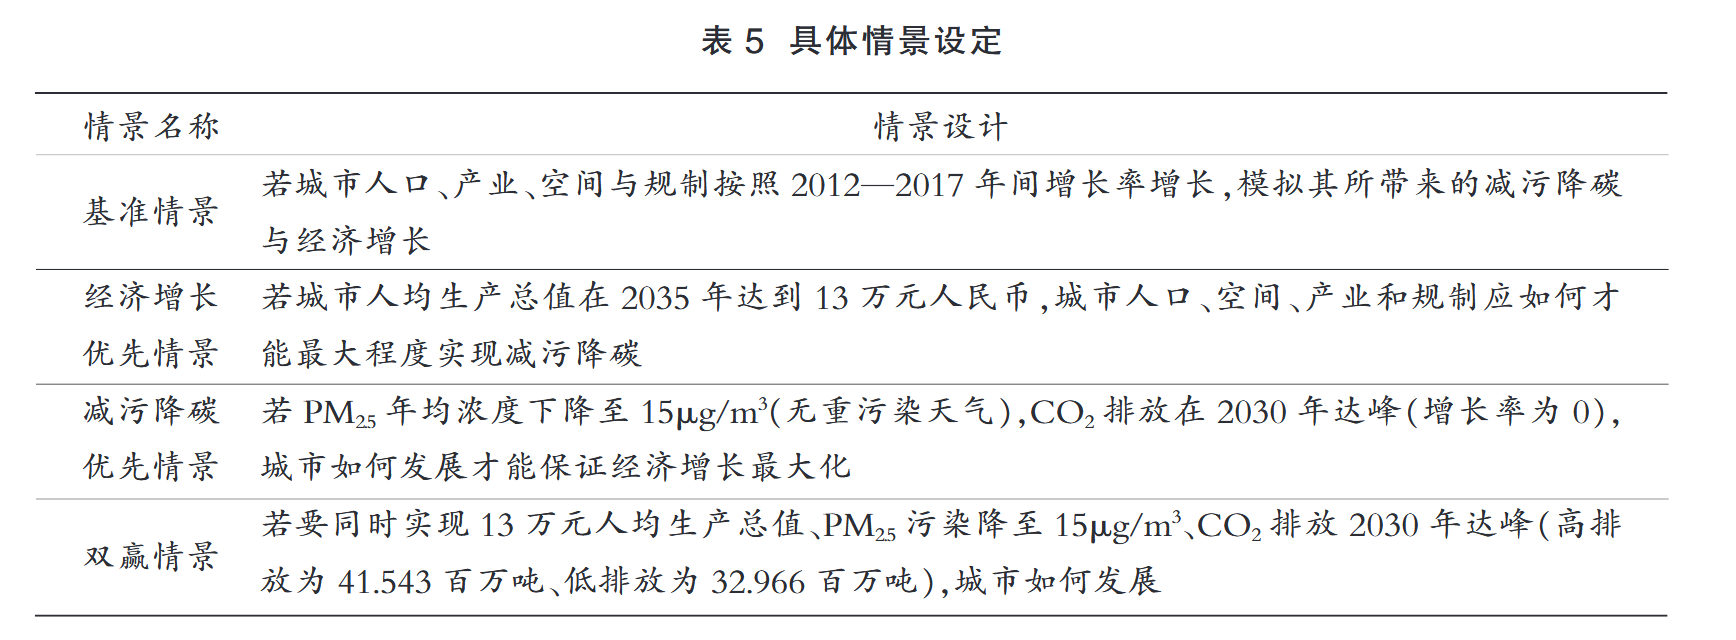 表 5 具体情景设定
情景名称 情景设计
基准情景
若城市人口、产业、空间与规制按照 2012—2017 年间增长率增长,模拟其所带来的减污降碳
与经济增长
经济增长
优先情景
若城市人均生产总值在 2035 年达到 13 万元人民币,城市人口、空间、产业和规制应如何才
能最大程度实现减污降碳
减污降碳
优先情景
若 PM2.5 年均浓度下降至 15μg/m³(无重污染天气),CO₂ 排放在 2030 年达峰(增长率为 0),
城市如何发展才能保证经济增长最大化
双赢情景
若要同时实现 13 万元人均生产总值、PM2.5 污染降至 15μg/m³、CO₂ 排放 2030 年达峰(高排
放为 41.543 百万吨、低排放为 32.966 百万吨),城市如何发展